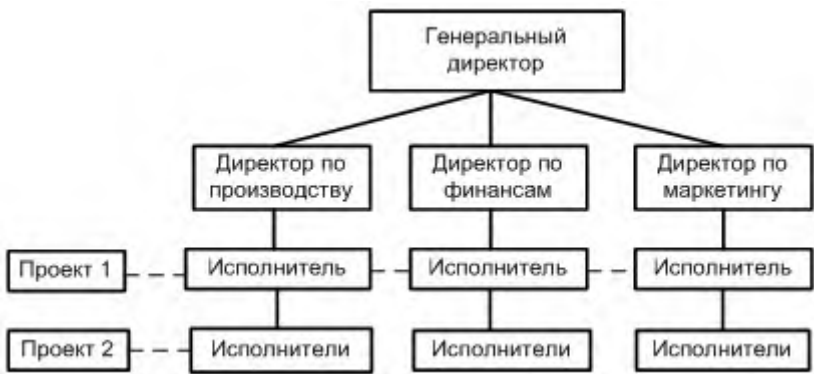 Генеральный
директор
Директор по
производству
Директор по
финансам
Директор по
маркетингу
Проект 1
Исполнитель
Исполнитель
Исполнитель
Проект 2
Исполнители
Исполнители
Исполнители